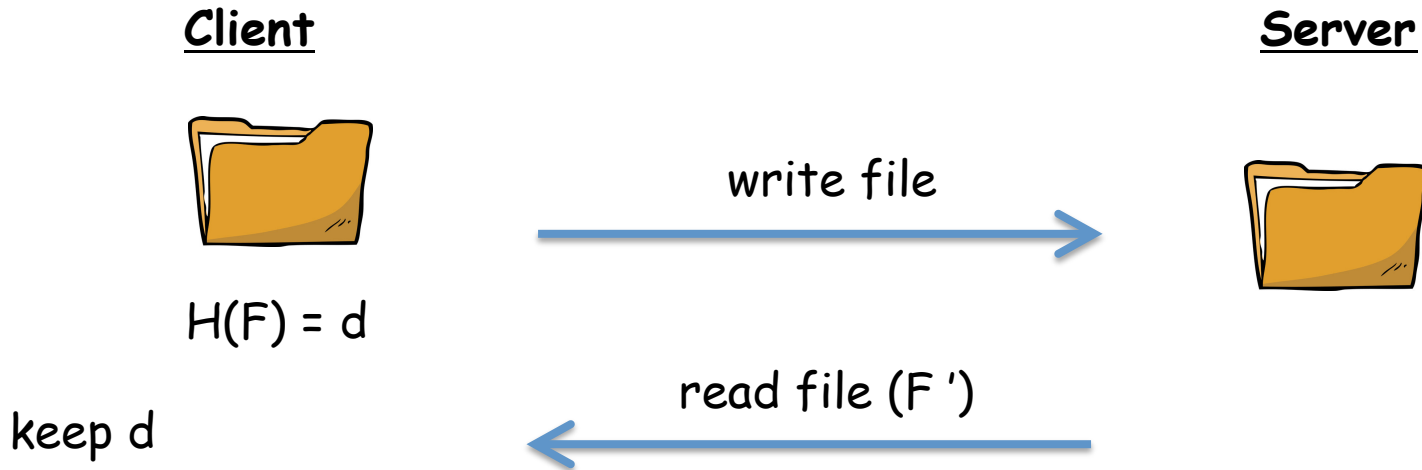 Client
Server
write file
H(F) = d
read file (F ')
keep d